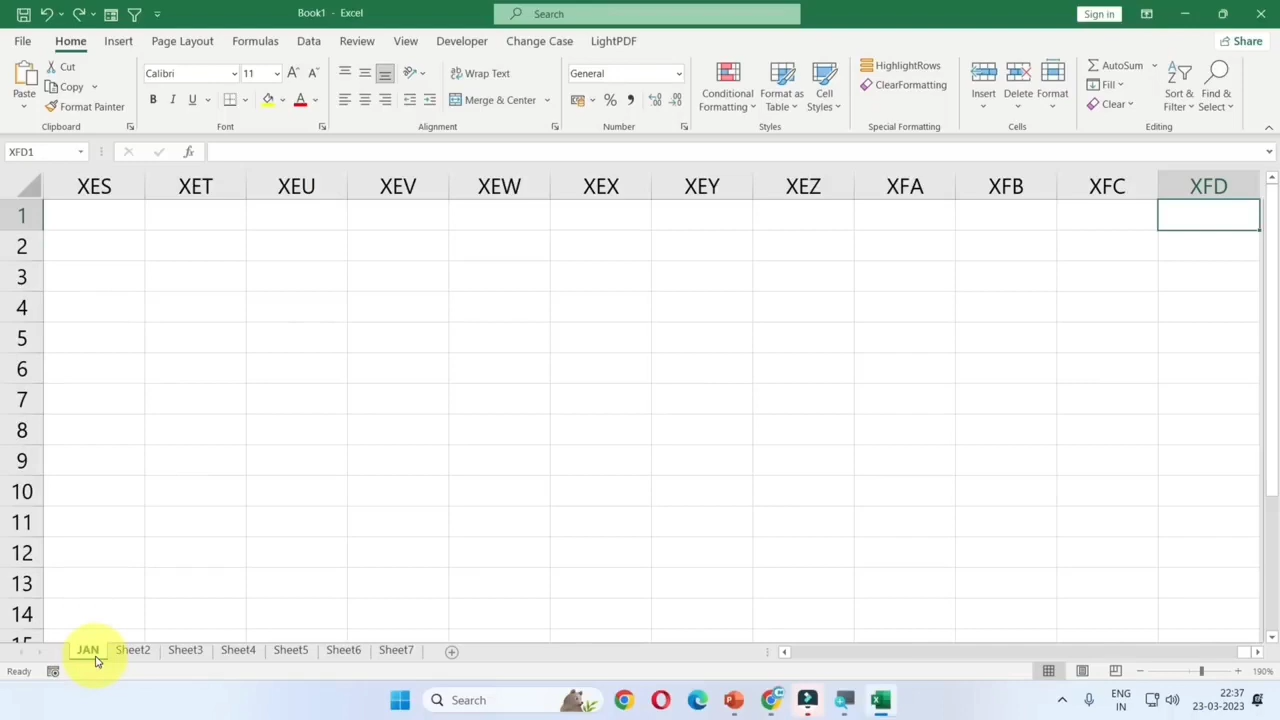 Book1 - Excel
Search
Sign in
File Home Insert Page Layout Formulas Data Review View Developer Change Case LightPDF Share
Paste
Cut
Copy
Format Painter
Clipboard
Calibri 11
B I U
Font
Wrap Text
Merge & Center
Alignment
General
Number
Conditional Formatting
Format as Table
Cell Styles
Styles
HighlightRows
ClearFormatting
Special Formatting
Insert Delete Format
Cells
AutoSum
Fill
Clear
Sort & Filter
Find & Select
Editing
XFD1
fx
XES XET XEU XEV XEW XEX XEY XEZ XFA XFB XFC XFD
1
2
3
4
5
6
7
8
9
10
11
12
13
14
15
JAN Sheet2 Sheet3 Sheet4 Sheet5 Sheet6 Sheet7
Ready
190%
Search
ENG
IN
22:37
23-03-2023